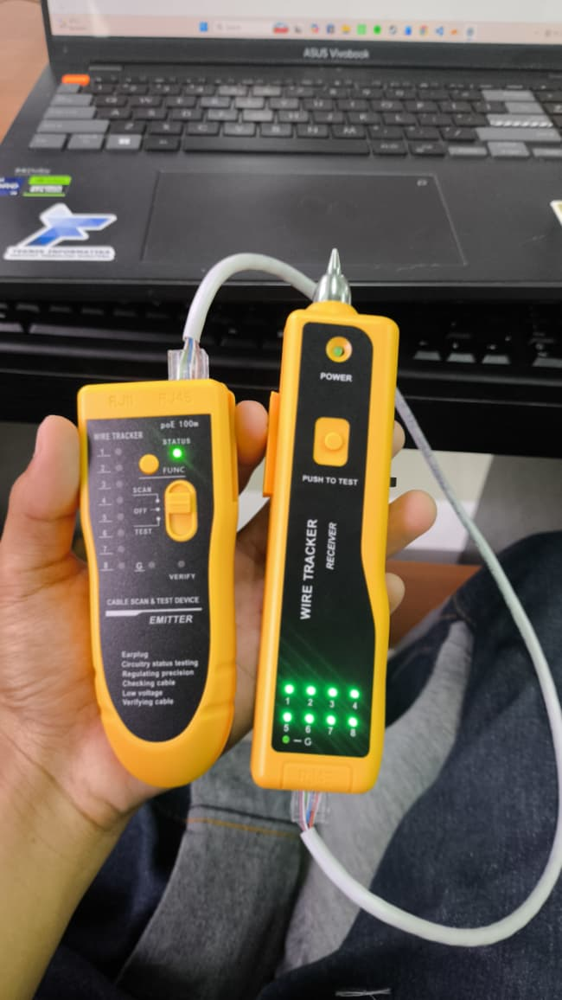 ASUS Vivobook
TEKNIK INFORMATIKA
RJ11 RJ45
poE 100m
WIRE TRACKER
STATUS
1
2
3
4
5
6
7
8
FUNC
SCAN
OFF
TEST
G
VERIFY
CABLE SCAN & TEST DEVICE
EMITTER
Earplug
Circuitry status testing
Regulating precision
Checking cable
Low voltage
Verifying cable
POWER
PUSH TO TEST
WIRE TRACKER
RECEIVER
1 2 3 4
5 6 7 8
G
RJ45